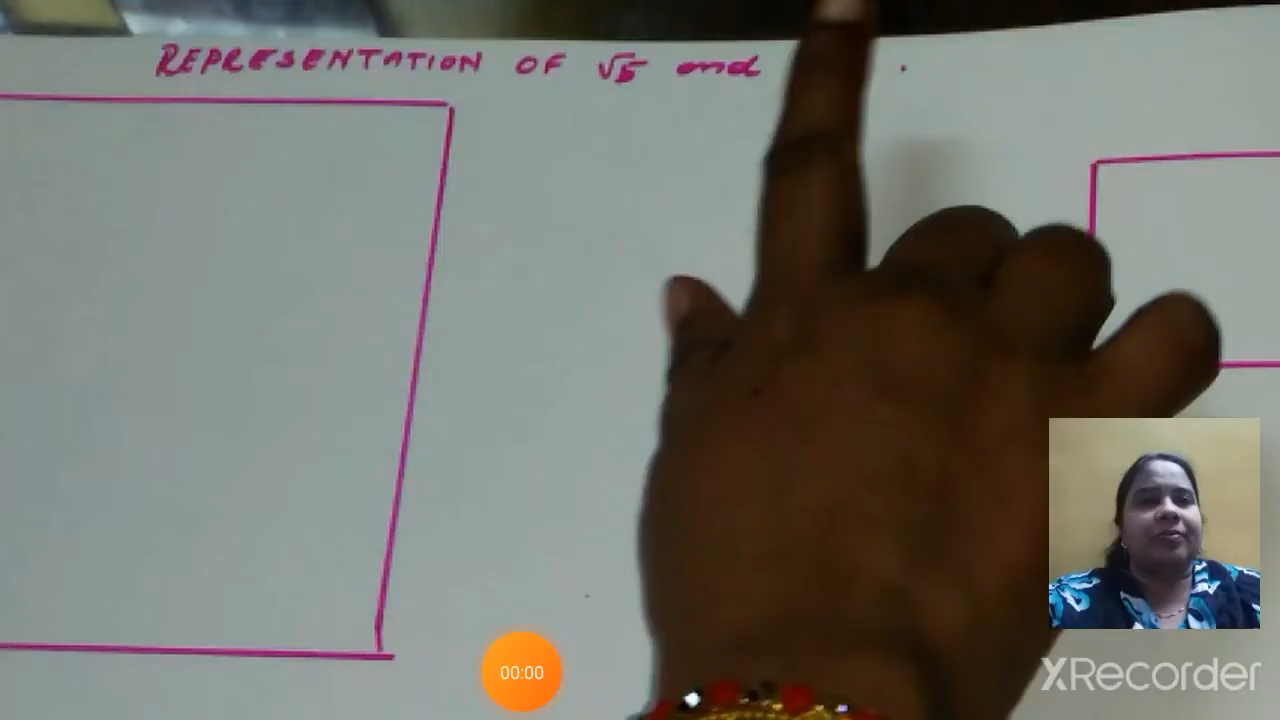 REPRESENTATION OF √5 and
00:00
XRecorder